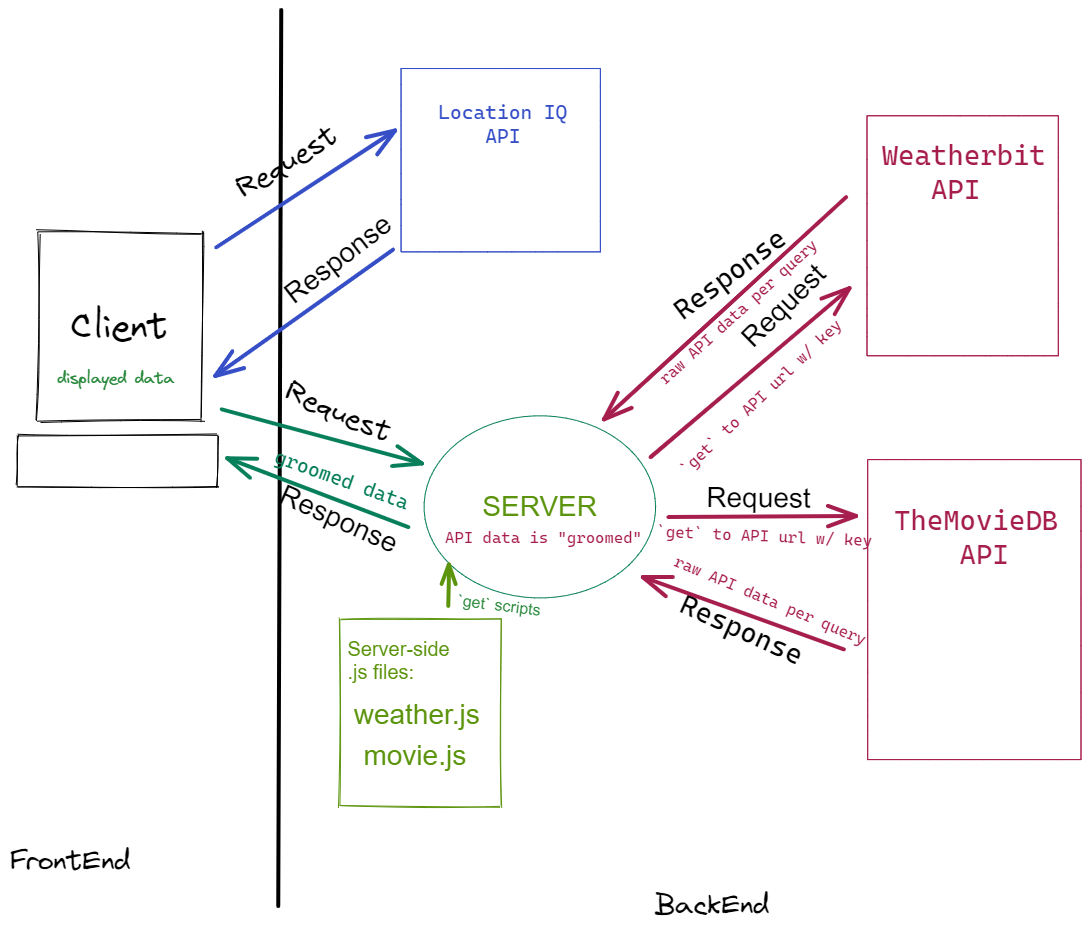 Location IQ
API
Request
Response
Weatherbit
API
Response
raw API data per query
Request
`get` to API url w/ key
Client
displayed data
Request
groomed data
Response
SERVER
API data is "groomed"
Request
`get` to API url w/ key
TheMovieDB
API
raw API data per query
Response
`get` scripts
Server-side
.js files:
weather.js
movie.js
FrontEnd
BackEnd